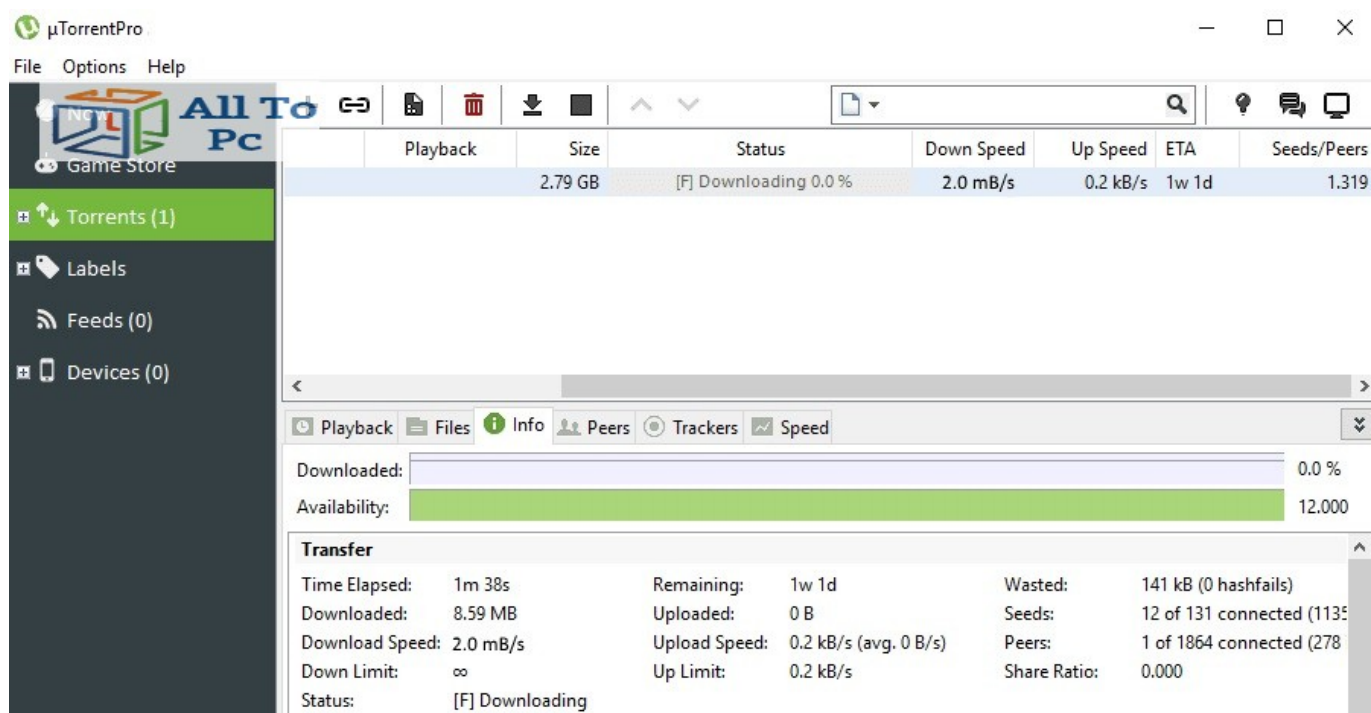 µTorrentPro
File Options Help
Now
All To
Pc
Game Store
Torrents (1)
Labels
Feeds (0)
Devices (0)
Playback Size Status Down Speed Up Speed ETA Seeds/Peers
2.79 GB [F] Downloading 0.0 % 2.0 mB/s 0.2 kB/s 1w 1d 1.319
Playback Files Info Peers Trackers Speed
Downloaded: 0.0 %
Availability: 12.000
Transfer
Time Elapsed: 1m 38s Remaining: 1w 1d Wasted: 141 kB (0 hashfails)
Downloaded: 8.59 MB Uploaded: 0 B Seeds: 12 of 131 connected (1135
Download Speed: 2.0 mB/s Upload Speed: 0.2 kB/s (avg. 0 B/s) Peers: 1 of 1864 connected (278
Down Limit: ∞ Up Limit: 0.2 kB/s Share Ratio: 0.000
Status: [F] Downloading